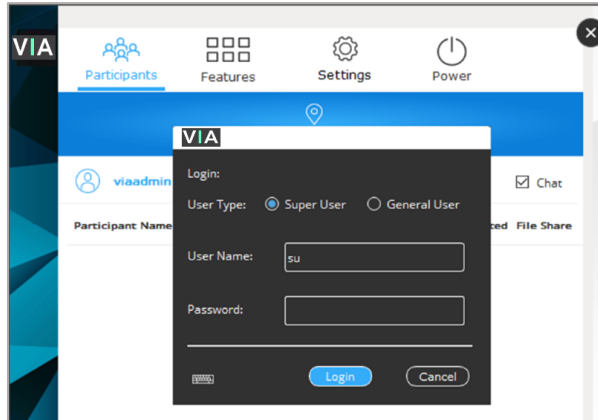 VIA
Participants Features Settings Power
VIA
Login:
viaadmin
Chat
User Type: Super User General User
Participant Name
File Share
User Name: su
Password:
Login Cancel